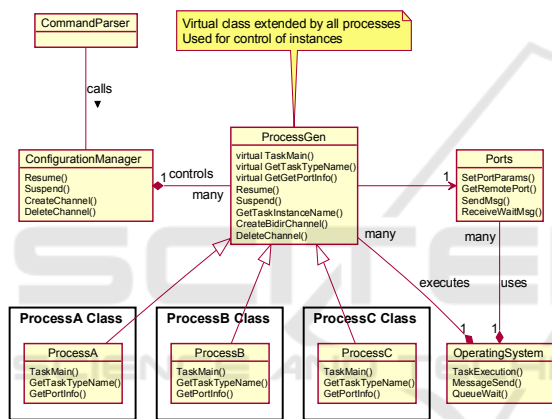 CommandParser
Virtual class extended by all processes
Used for control of instances
calls
ProcessGen
virtual TaskMain()
virtual GetTaskTypeName()
virtual GetGetPortInfo()
Resume()
Suspend()
GetTaskInstanceName()
CreateBidirChannel()
DeleteChannel()
ConfigurationManager
Resume()
Suspend()
CreateChannel()
DeleteChannel()
1 controls
many
1
Ports
SetPortParams()
GetRemotePort()
SendMsg()
ReceiveWaitMsg()
many
many
executes
uses
1
1
ProcessA Class
ProcessA
TaskMain()
GetTaskTypeName()
GetPortInfo()
ProcessB Class
ProcessB
TaskMain()
GetTaskTypeName()
GetPortInfo()
ProcessC Class
ProcessC
TaskMain()
GetTaskTypeName()
GetPortInfo()
OperatingSystem
TaskExecution()
MessageSend()
QueueWait()